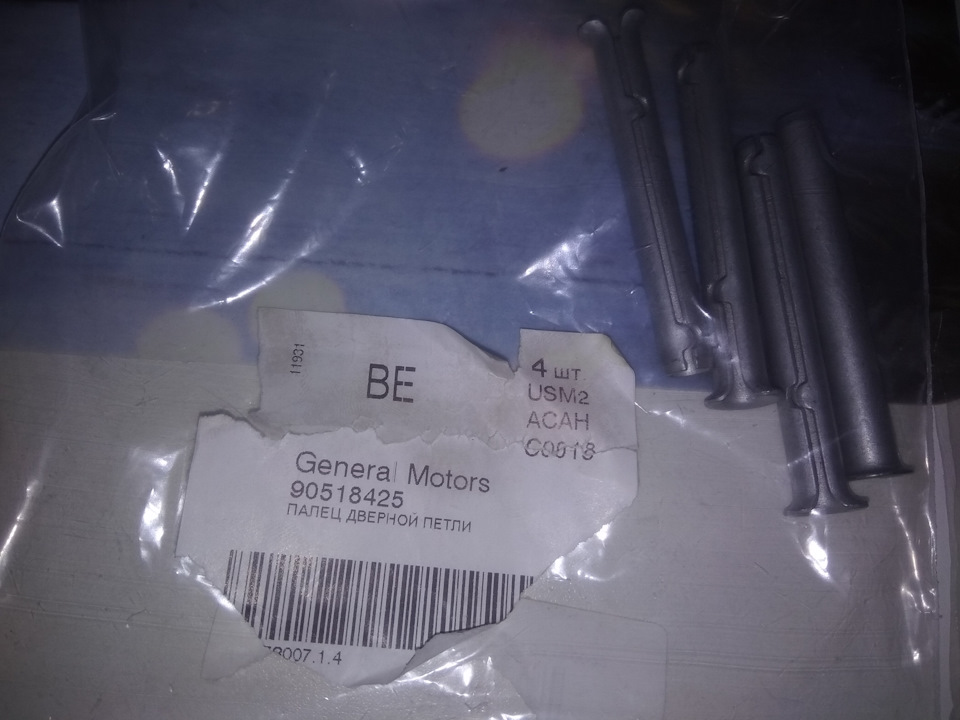 11931
BE
4 шт.
USM2
ACAH
General Motors
90518425
ПАЛЕЦ ДВЕРНОЙ ПЕТЛИ